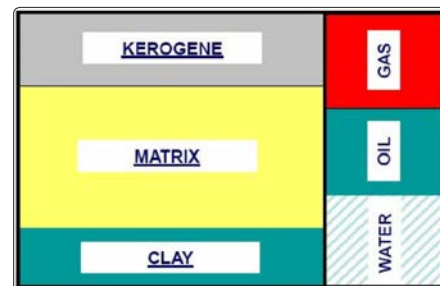 KEROGENE
MATRIX
CLAY
GAS
OIL
WATER